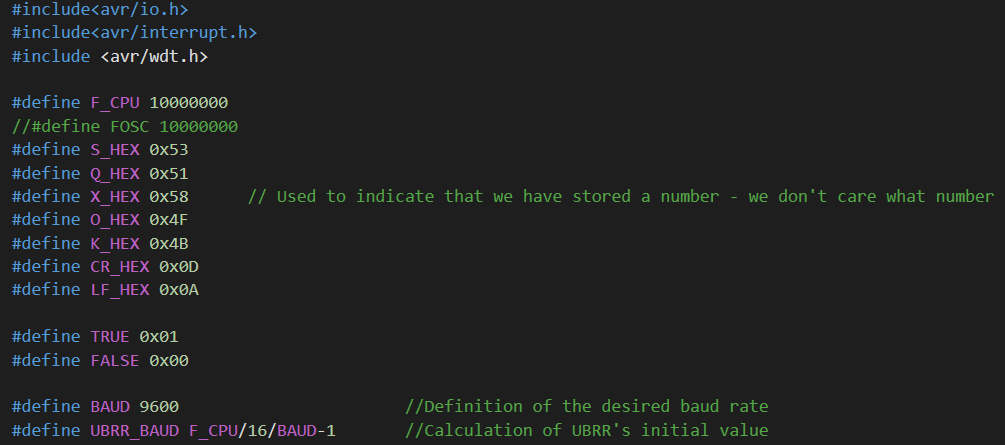 #include<avr/io.h>
#include<avr/interrupt.h>
#include <avr/wdt.h>
#define F_CPU 10000000
//#define FOSC 10000000
#define S_HEX 0x53
#define Q_HEX 0x51
#define X_HEX 0x58 // Used to indicate that we have stored a number - we don't care what number
#define O_HEX 0x4F
#define K_HEX 0x4B
#define CR_HEX 0x0D
#define LF_HEX 0x0A
#define TRUE 0x01
#define FALSE 0x00
#define BAUD 9600 //Definition of the desired baud rate
#define UBRR_BAUD F_CPU/16/BAUD-1 //Calculation of UBRR's initial value